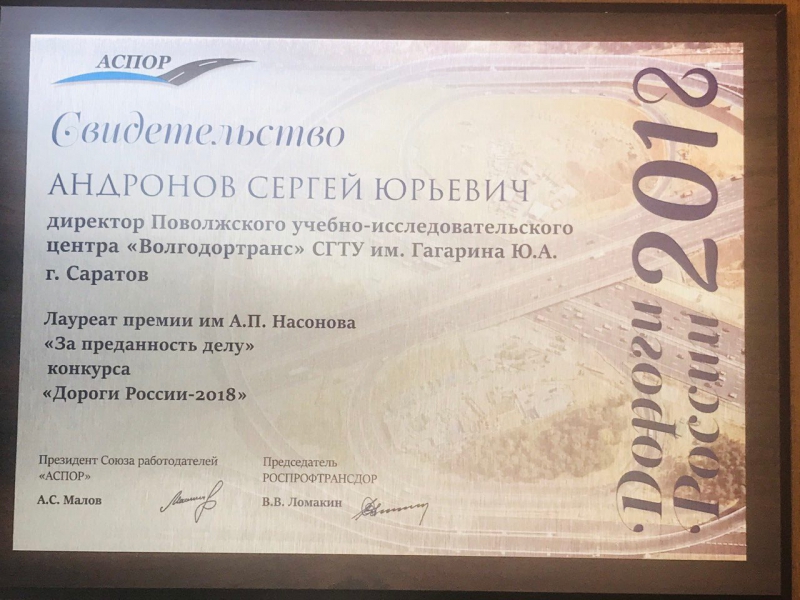 АСПОР
Свидетельство
АНДРОНОВ СЕРГЕЙ ЮРЬЕВИЧ
директор Поволжского учебно-исследовательского
центра «Волгодортранс» СГТУ им. Гагарина Ю.А.
г. Саратов
Лауреат премии им А.П. Насонова
«За преданность делу»
конкурса
«Дороги России-2018»
Президент Союза работодателей
«АСПОР»
А.С. Малов
Председатель
РОСПРОФТРАНСДОР
В.В. Ломакин
Дороги
России 2018